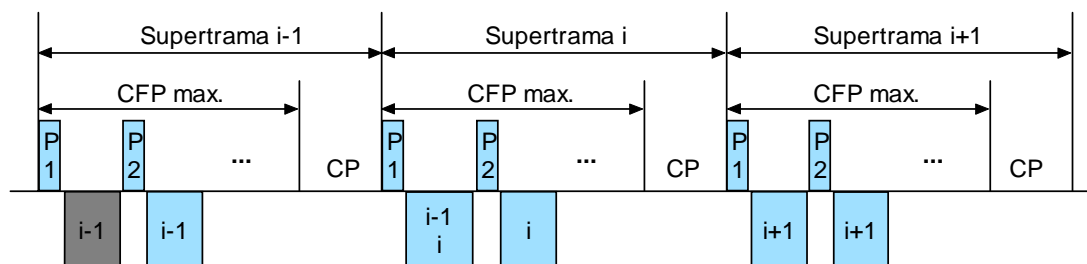 Supertrama i-1 Supertrama i Supertrama i+1
CFP max. CFP max. CFP max.
P P P P P P
1 2 ... CP 1 2 ... CP 1 2 ... CP
i-1 i-1 i-1 i i+1 i+1
i